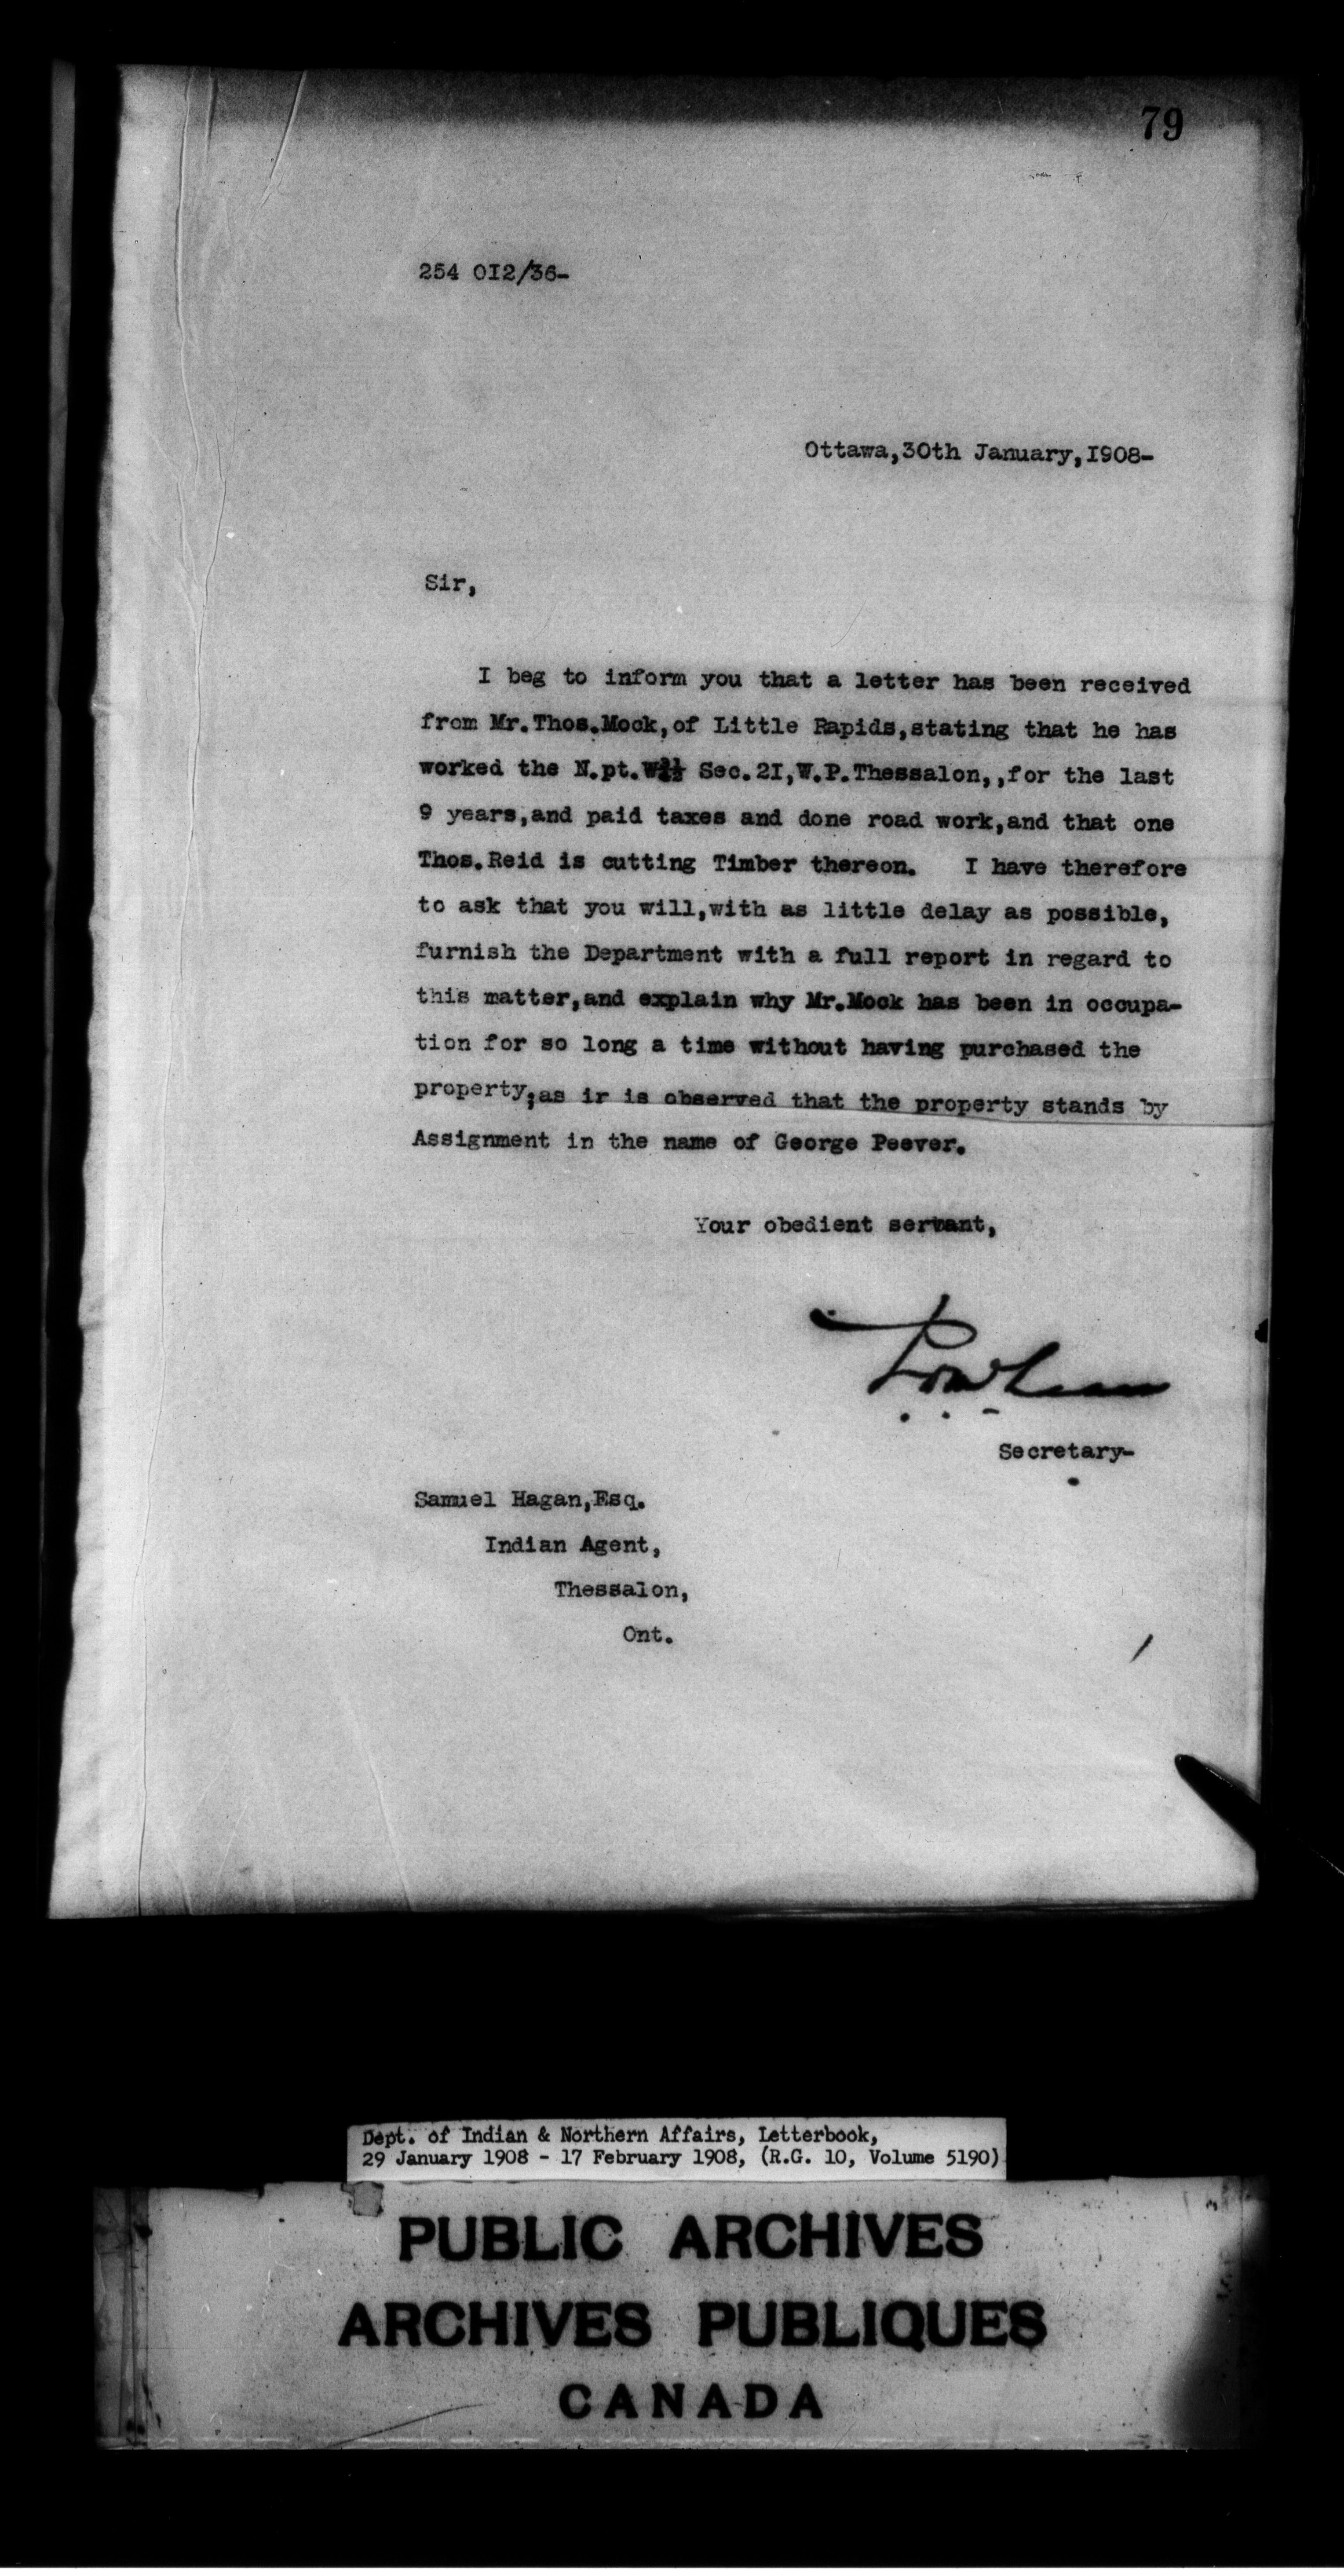 79
254 OI2/36-
Ottawa,30th January,I908-
Sir,
I beg to inform you that a letter has been received
from Mr.Thos.Mock,of Little Rapids,stating that he has
worked the N.pt.W½ Sec.2I,W.P.Thessalon,,for the last
9 years,and paid taxes and done road work,and that one
Thos.Reid is cutting Timber thereon. I have therefore
to ask that you will,with as little delay as possible,
furnish the Department with a full report in regard to
this matter,and explain why Mr.Mock has been in occupa-
tion for so long a time without having purchased the
property;as ir is observed that the property stands by
Assignment in the name of George Peever.
Your obedient servant,
Secretary-
Samuel Hagan,Esq.
Indian Agent,
Thessalon,
Ont.
Dept. of Indian & Northern Affairs, Letterbook,
29 January 1908 - 17 February 1908, (R.G. 10, Volume 5190)
PUBLIC ARCHIVES
ARCHIVES PUBLIQUES
CANADA